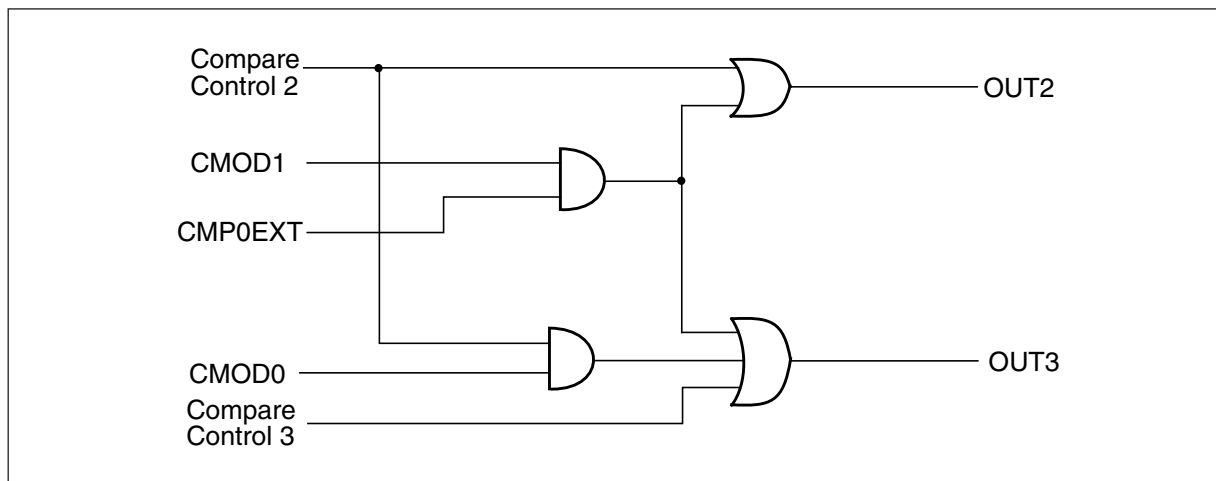 Compare
Control 2
OUT2
CMOD1
CMP0EXT
CMOD0
OUT3
Compare
Control 3